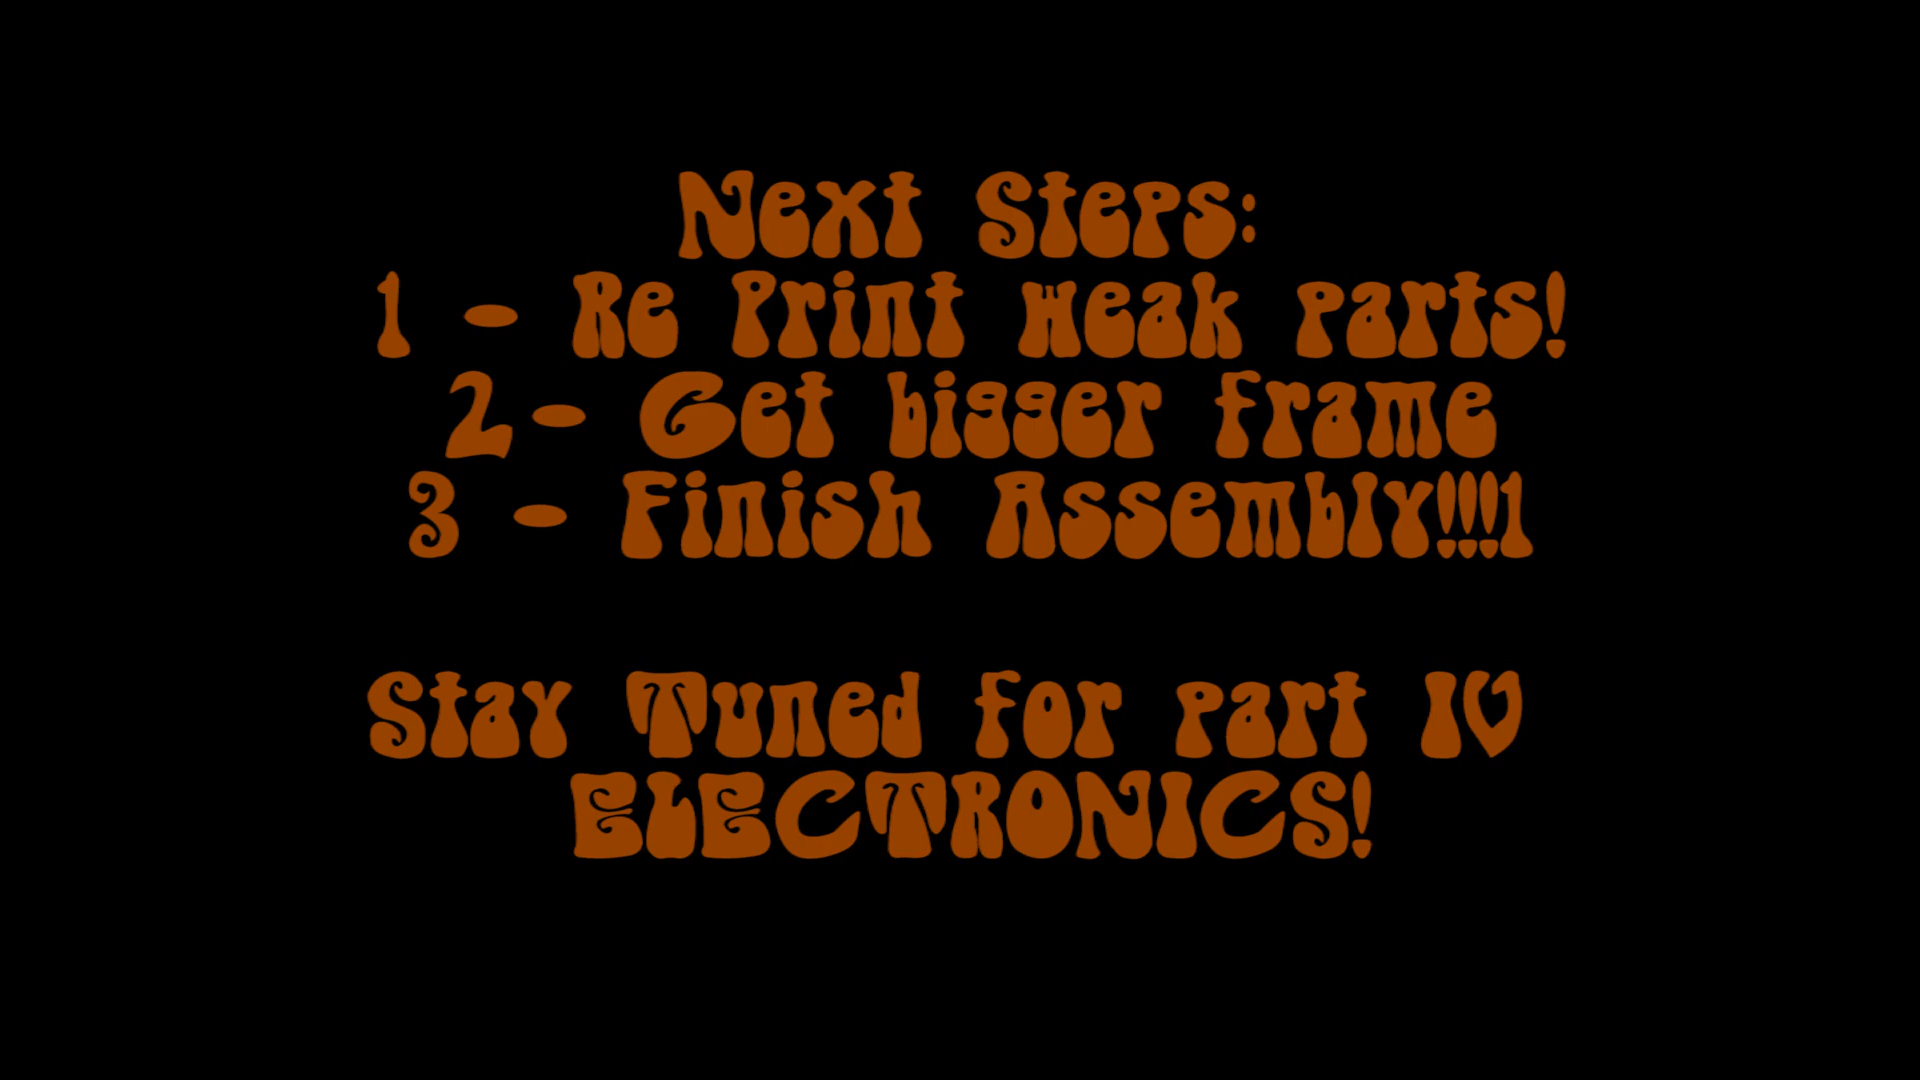 Next Steps:
1 - Re Print weak parts!
2- Get bigger frame
3 - Finish Assembly!!!1
Stay Tuned for part IV
ELECTRONICS!